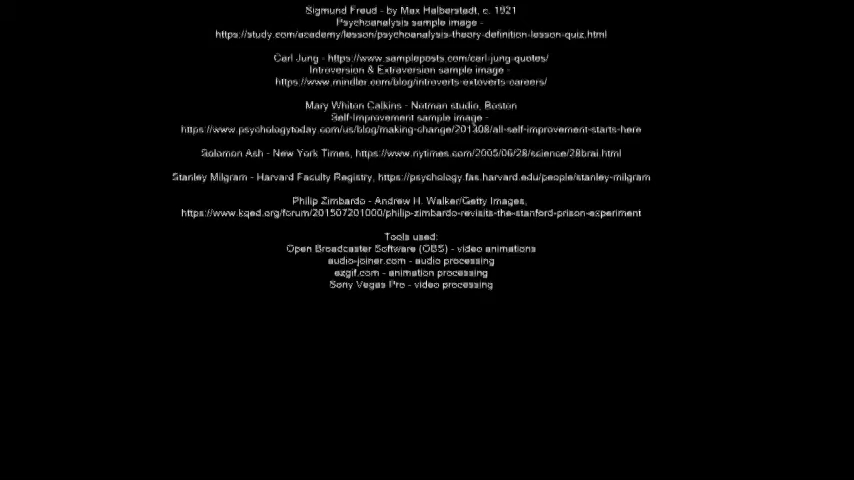 Sigmund Freud - by Max Halberstadt, c. 1921
Psychoanalysis sample image -
https://study.com/academy/lesson/psychoanalysis-theory-definition-lesson-quiz.html
Carl Jung - https://www.sampleposts.com/carl-jung-quotes/
Introversion & Extraversion sample image -
https://www.mindler.com/blog/introverts-extoverts-careers/
Mary Whiton Calkins - Notman studio, Boston
Self-Improvement sample image -
https://www.psychologytoday.com/us/blog/making-change/201308/all-self-improvement-starts-here
Solomon Ash - New York Times, https://www.nytimes.com/2005/06/28/science/28brai.html
Stanley Milgram - Harvard Faculty Registry, https://psychology.fas.harvard.edu/people/stanley-milgram
Philip Zimbardo - Andrew H. Walker/Getty Images,
https://www.kqed.org/forum/201507201000/philip-zimbardo-revisits-the-stanford-prison-experiment
Tools used:
Open Broadcaster Software (OBS) - video animations
audio-joiner.com - audio processing
ezgif.com - animation processing
Sony Vegas Pro - video processing